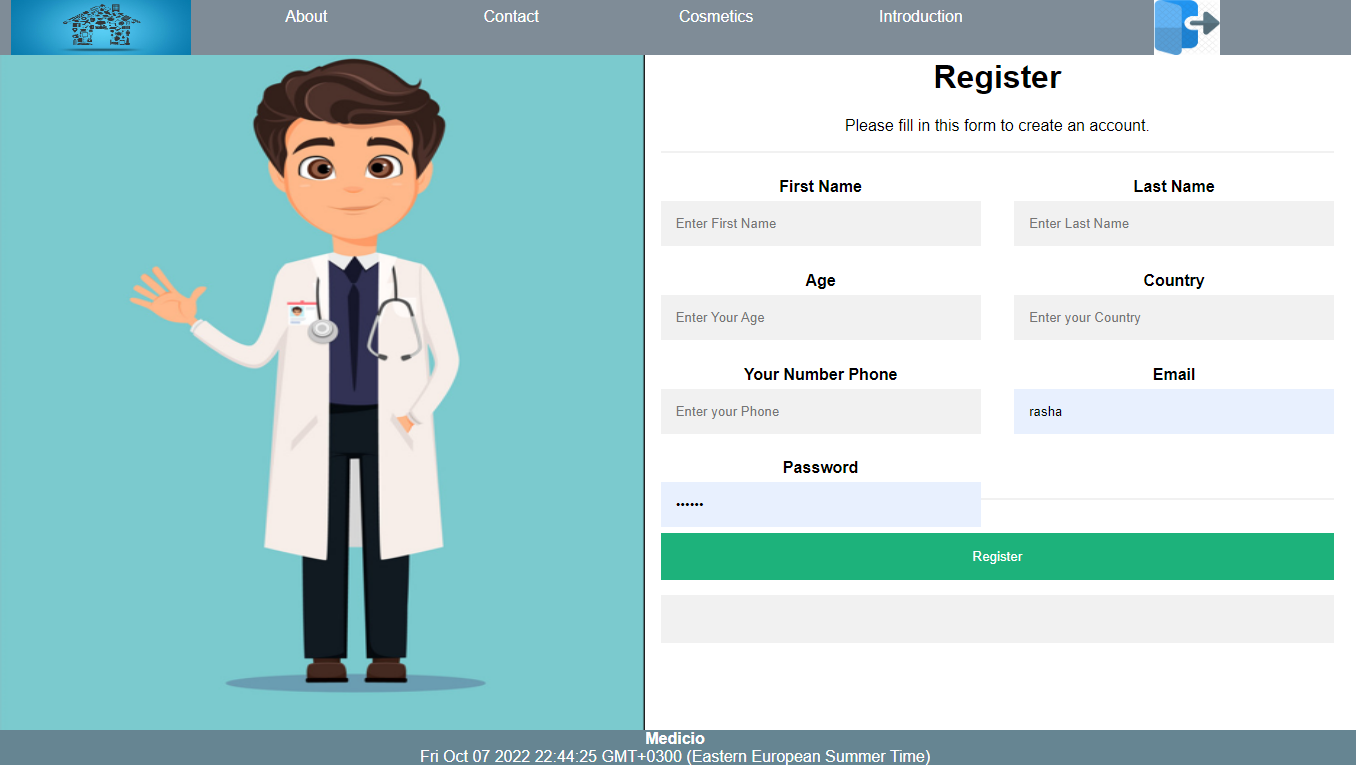 About Contact Cosmetics Introduction
Register
Please fill in this form to create an account.
First Name Last Name
Enter First Name Enter Last Name
Age Country
Enter Your Age Enter your Country
Your Number Phone Email
Enter your Phone rasha
Password
••••••
Register
Medicio
Fri Oct 07 2022 22:44:25 GMT+0300 (Eastern European Summer Time)